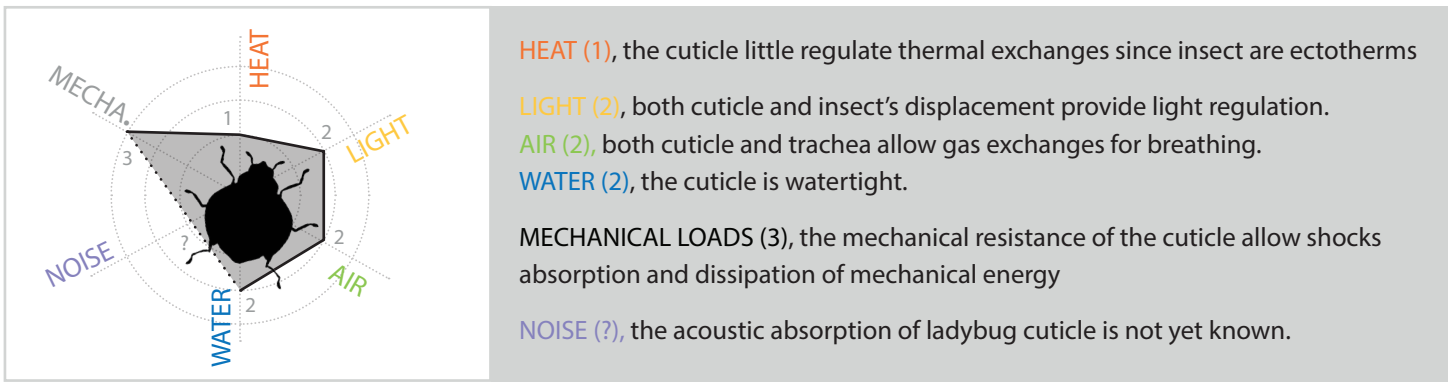 HEAT
1
MECHA.
2
LIGHT
3
?
2
NOISE
AIR
WATER
2
HEAT (1), the cuticle little regulate thermal exchanges since insect are ectotherms
LIGHT (2), both cuticle and insect's displacement provide light regulation.
AIR (2), both cuticle and trachea allow gas exchanges for breathing.
WATER (2), the cuticle is watertight.
MECHANICAL LOADS (3), the mechanical resistance of the cuticle allow shocks
absorption and dissipation of mechanical energy
NOISE (?), the acoustic absorption of ladybug cuticle is not yet known.